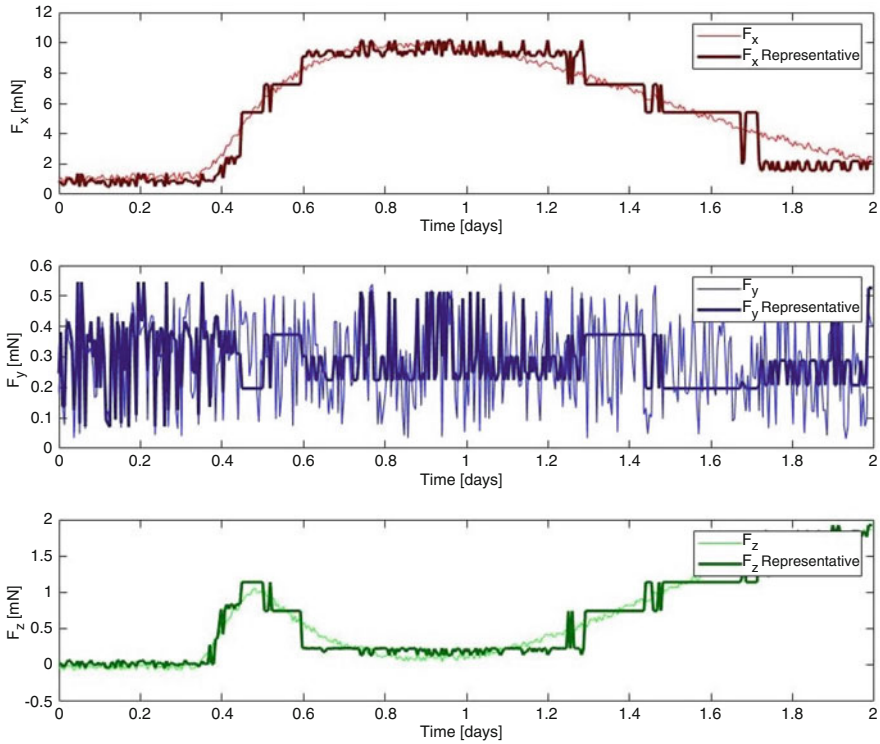 12
10
8
6
4
2
0
F_x [mN]
F_x
F_x Representative
0 0.2 0.4 0.6 0.8 1 1.2 1.4 1.6 1.8 2
Time [days]
0.6
0.5
0.4
0.3
0.2
0.1
0
F_y [mN]
F_y
F_y Representative
0 0.2 0.4 0.6 0.8 1 1.2 1.4 1.6 1.8 2
Time [days]
2
1.5
1
0.5
0
-0.5
F_z [mN]
F_z
F_z Representative
0 0.2 0.4 0.6 0.8 1 1.2 1.4 1.6 1.8 2
Time [days]